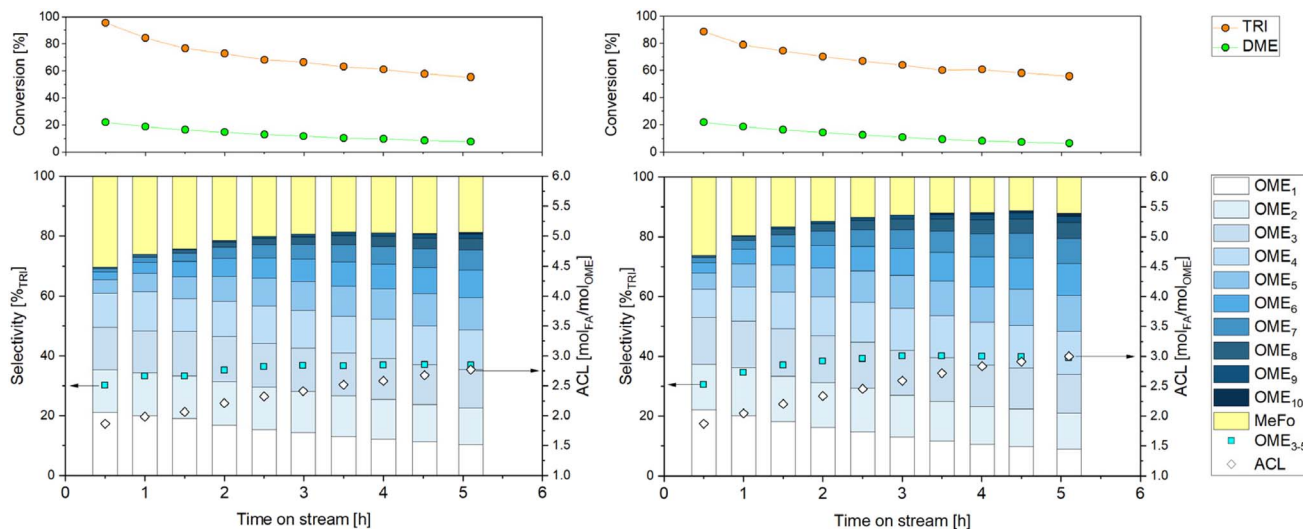 Conversion [%]
100
80
60
40
20
0
Conversion [%]
100
80
60
40
20
0
TRI
DME
Selectivity [%TRI]
100
80
60
40
20
0
6.0
5.5
5.0
4.5
4.0
3.5
3.0
2.5
2.0
1.5
1.0
ACL [molFA/molOME]
0 1 2 3 4 5 6
Time on stream [h]
Selectivity [%TRI]
100
80
60
40
20
0
6.0
5.5
5.0
4.5
4.0
3.5
3.0
2.5
2.0
1.5
1.0
ACL [molFA/molOME]
0 1 2 3 4 5 6
Time on stream [h]
OME1
OME2
OME3
OME4
OME5
OME6
OME7
OME8
OME9
OME10
MeFo
OME3-5
ACL